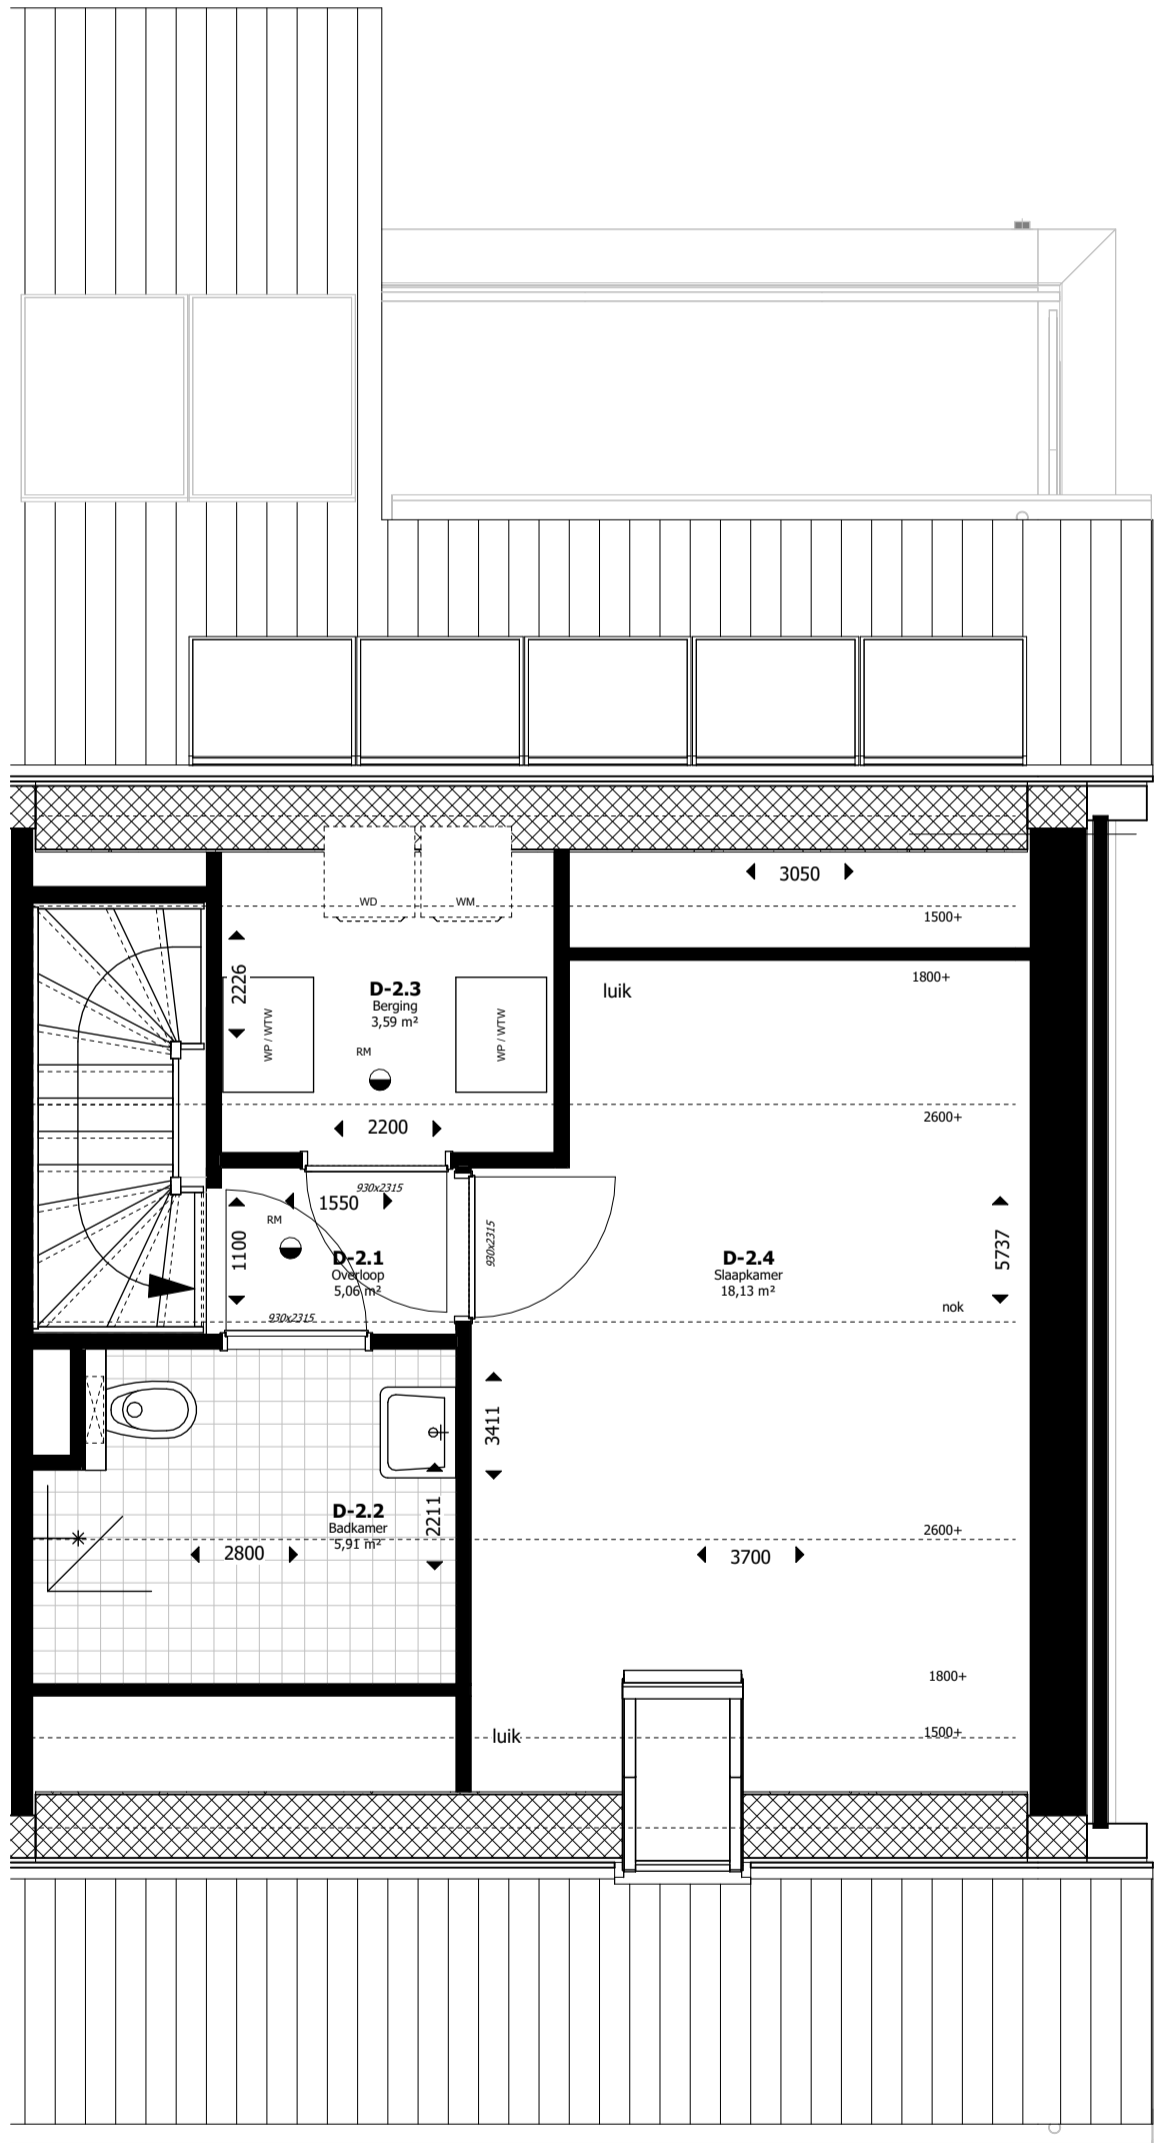 3050
WD
WM
1500+
2226
1800+
D-2.3
Berging
3,59 m²
luik
WP / WTW
WP / WTW
RM
2600+
2200
930x2315
1550
RM
1100
930x2315
D-2.1
Overloop
5,06 m²
D-2.4
Slaapkamer
18,13 m²
5737
nok
930x2315
3411
D-2.2
Badkamer
5,91 m²
2211
2600+
2800
3700
1800+
1500+
luik